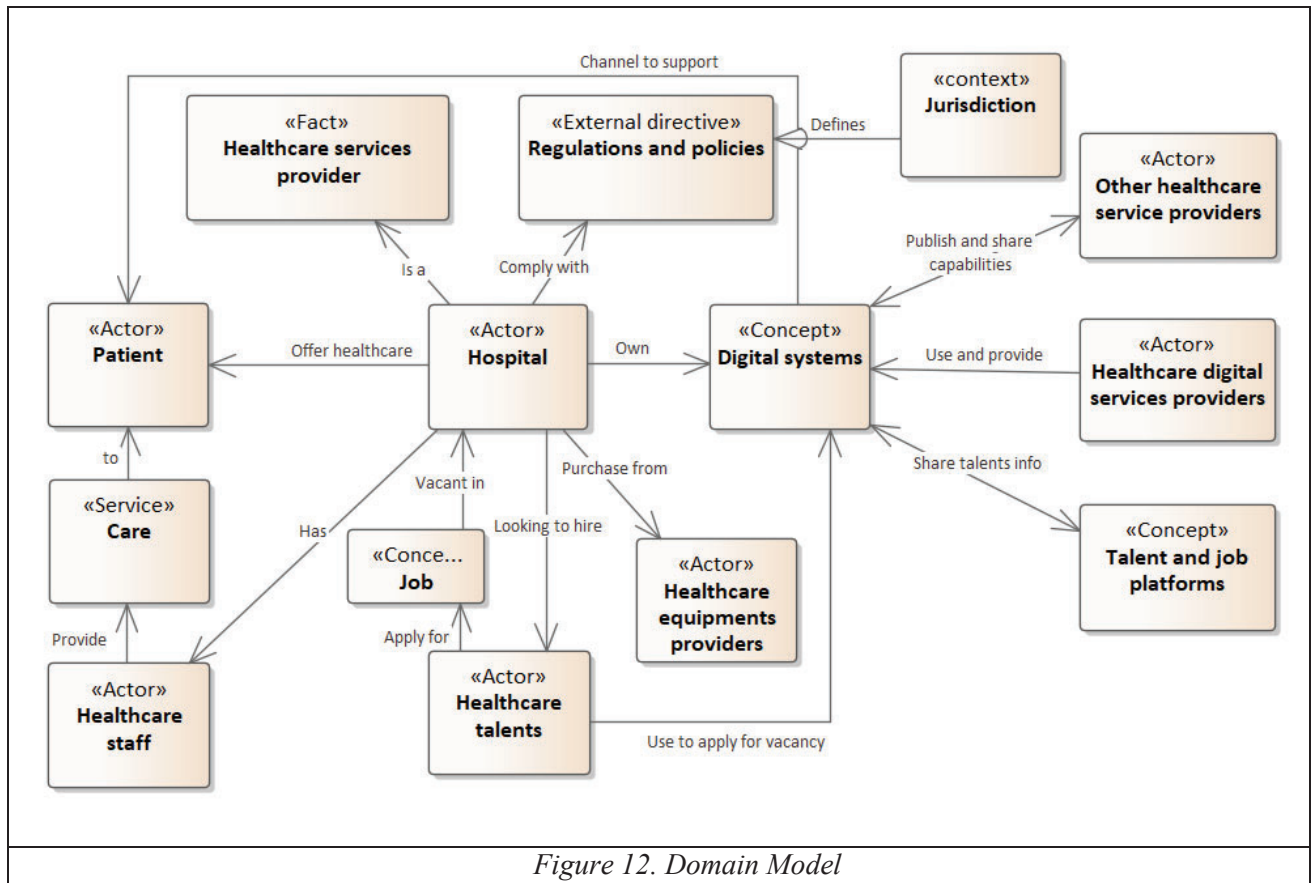 Channel to support
«context»
Jurisdiction
«Fact»
Healthcare services
provider
«External directive»
Regulations and policies
Defines
«Actor»
Other healthcare
service providers
Publish and share
capabilities
Is a
Comply with
«Actor»
Patient
Offer healthcare
«Actor»
Hospital
Own
«Concept»
Digital systems
Use and provide
«Actor»
Healthcare digital
services providers
to
Vacant in
Purchase from
Share talents info
«Service»
Care
Has
Looking to hire
«Conce...
Job
«Actor»
Healthcare
equipments
providers
«Concept»
Talent and job
platforms
Provide
Apply for
«Actor»
Healthcare
staff
«Actor»
Healthcare
talents
Use to apply for vacancy
Figure 12. Domain Model